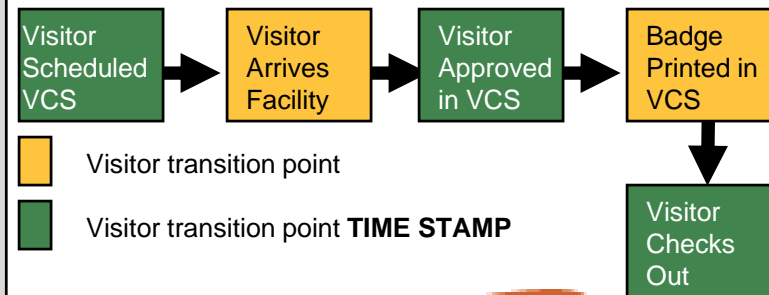 Visitor
Scheduled
VCS
Visitor
Arrives
Facility
Visitor
Approved
in VCS
Badge
Printed in
VCS
Visitor transition point
Visitor transition point TIME STAMP
Visitor
Checks
Out